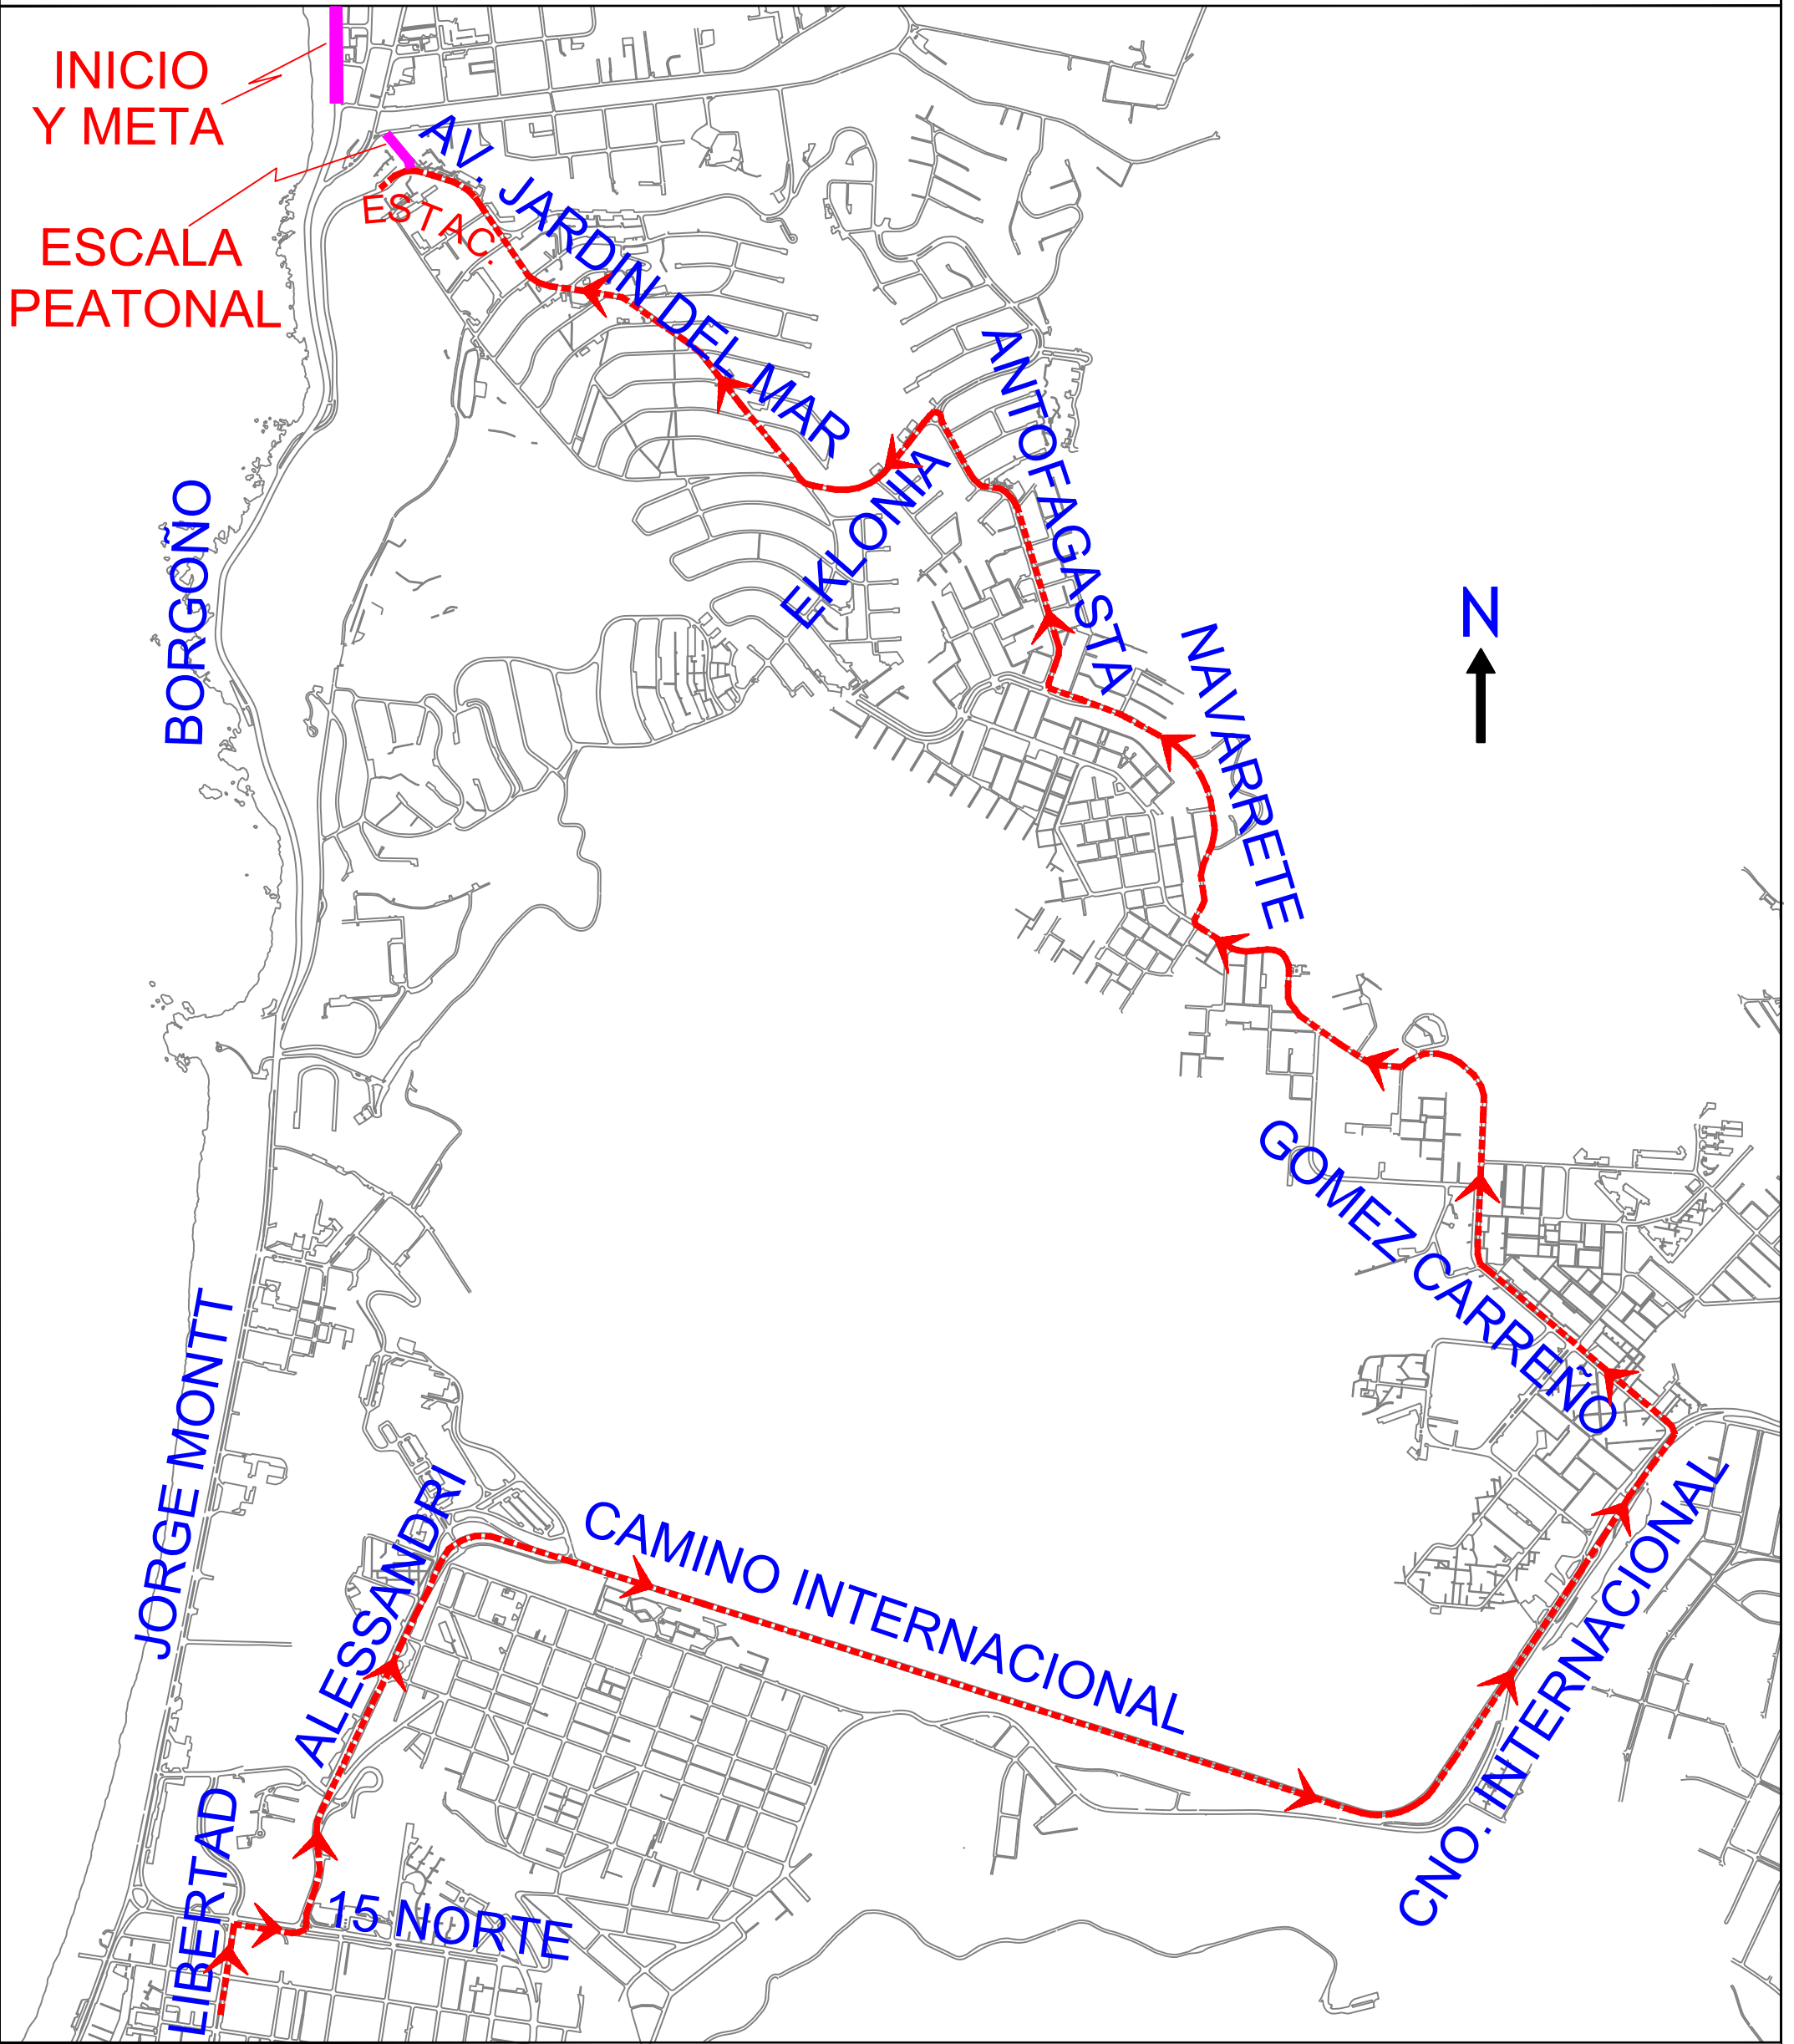 INICIO
Y META
ESCALA
PEATONAL
AV. JARDIN DEL MAR
ESTAC.
ANTOFAGASTA
EKLONIA
BORGOÑO
NAVARRETE
N
GOMEZ CARREÑO
JORGE MONTT
ALESSANDRI
CAMINO INTERNACIONAL
CNO. INTERNACIONAL
LIBERTAD
15 NORTE